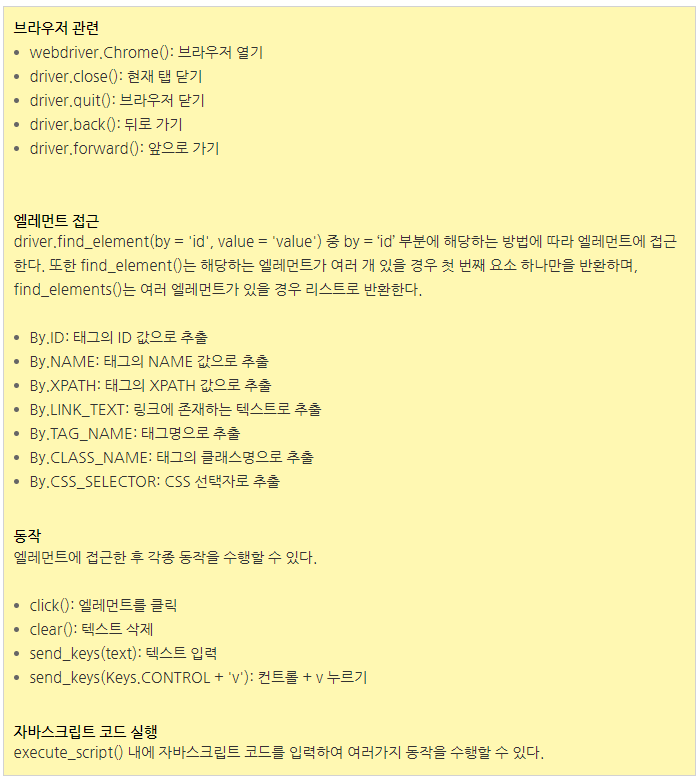 브라우저 관련
• webdriver.Chrome(): 브라우저 열기
• driver.close(): 현재 탭 닫기
• driver.quit(): 브라우저 닫기
• driver.back(): 뒤로 가기
• driver.forward(): 앞으로 가기
엘레먼트 접근
driver.find_element(by = 'id', value = 'value') 중 by = ‘id’ 부분에 해당하는 방법에 따라 엘레먼트에 접근
한다. 또한 find_element()는 해당하는 엘레먼트가 여러 개 있을 경우 첫 번째 요소 하나만을 반환하며,
find_elements()는 여러 엘레먼트가 있을 경우 리스트로 반환한다.
• By.ID: 태그의 ID 값으로 추출
• By.NAME: 태그의 NAME 값으로 추출
• By.XPATH: 태그의 XPATH 값으로 추출
• By.LINK_TEXT: 링크에 존재하는 텍스트로 추출
• By.TAG_NAME: 태그명으로 추출
• By.CLASS_NAME: 태그의 클래스명으로 추출
• By.CSS_SELECTOR: CSS 선택자로 추출
동작
엘레먼트에 접근한 후 각종 동작을 수행할 수 있다.
• click(): 엘레먼트를 클릭
• clear(): 텍스트 삭제
• send_keys(text): 텍스트 입력
• send_keys(Keys.CONTROL + 'v'): 컨트롤 + v 누르기
자바스크립트 코드 실행
execute_script() 내에 자바스크립트 코드를 입력하여 여러가지 동작을 수행할 수 있다.